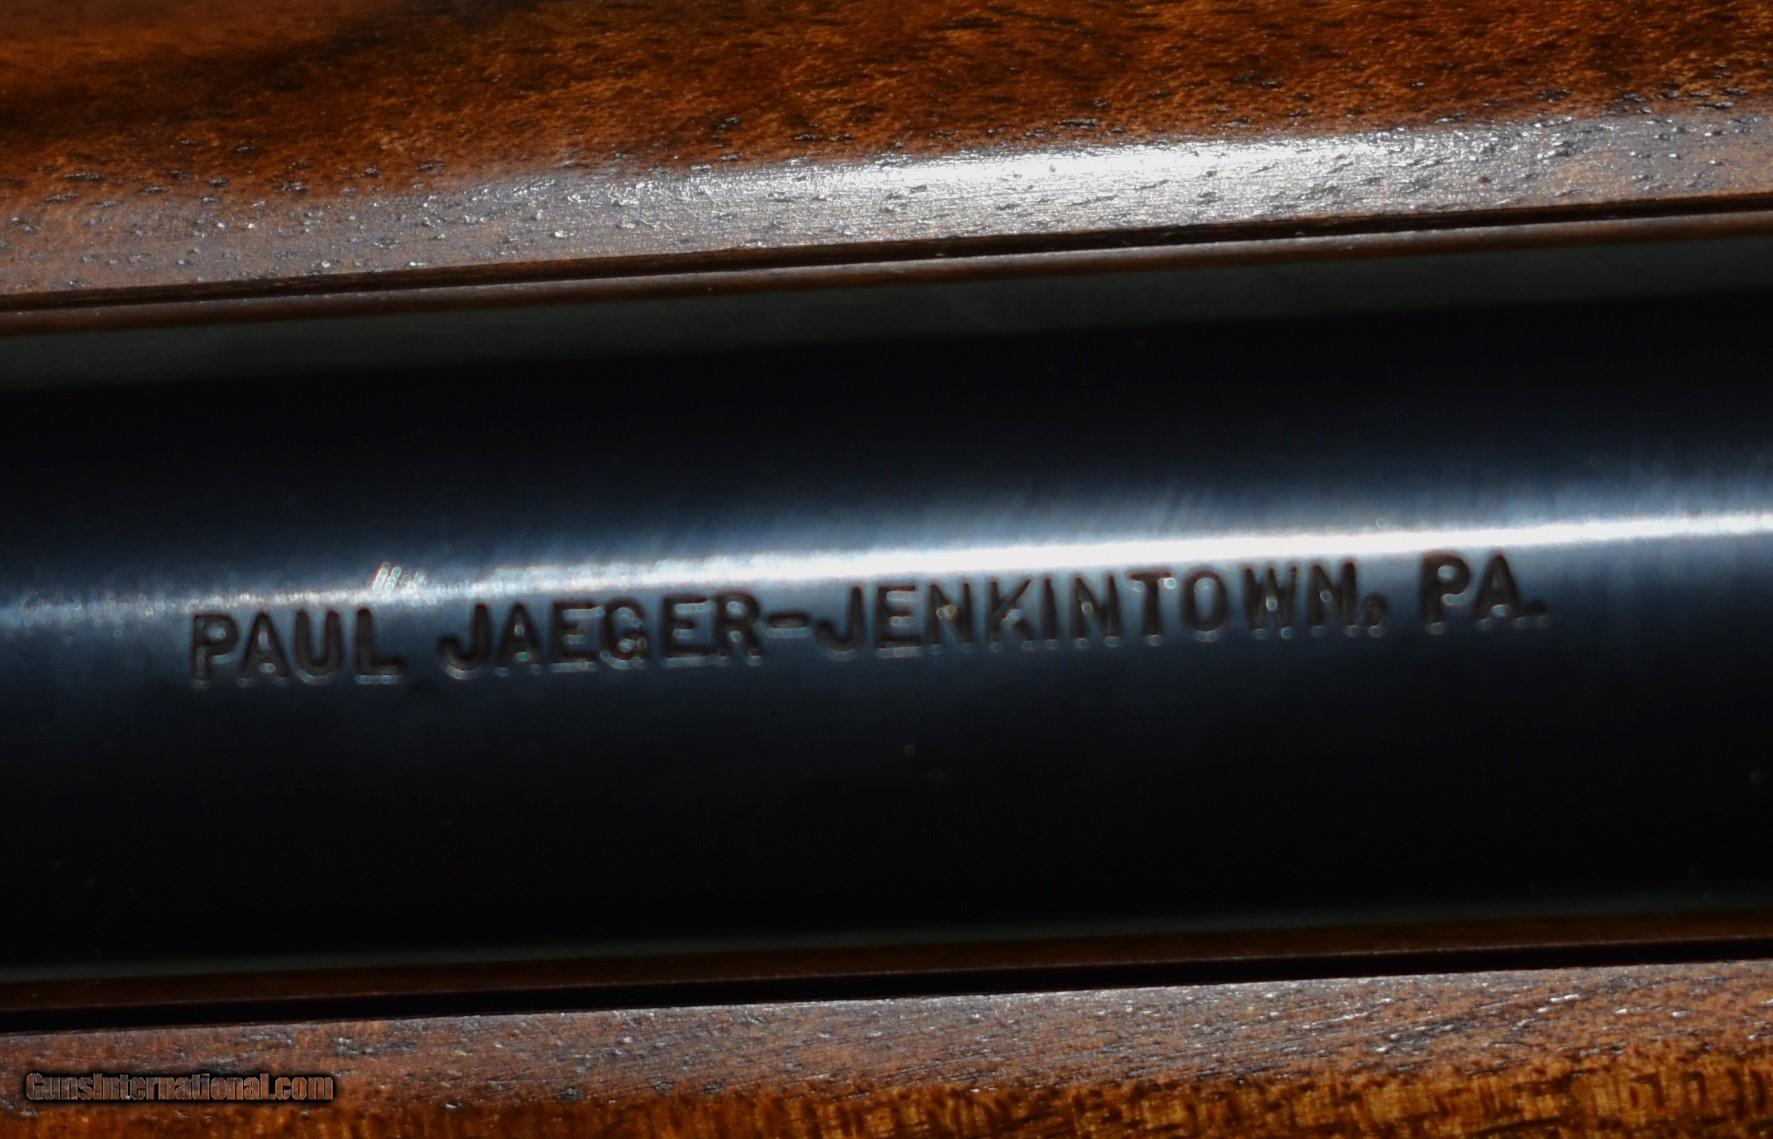 PAUL JAEGER-JENKINTOWN, PA.
GunsInternational.com